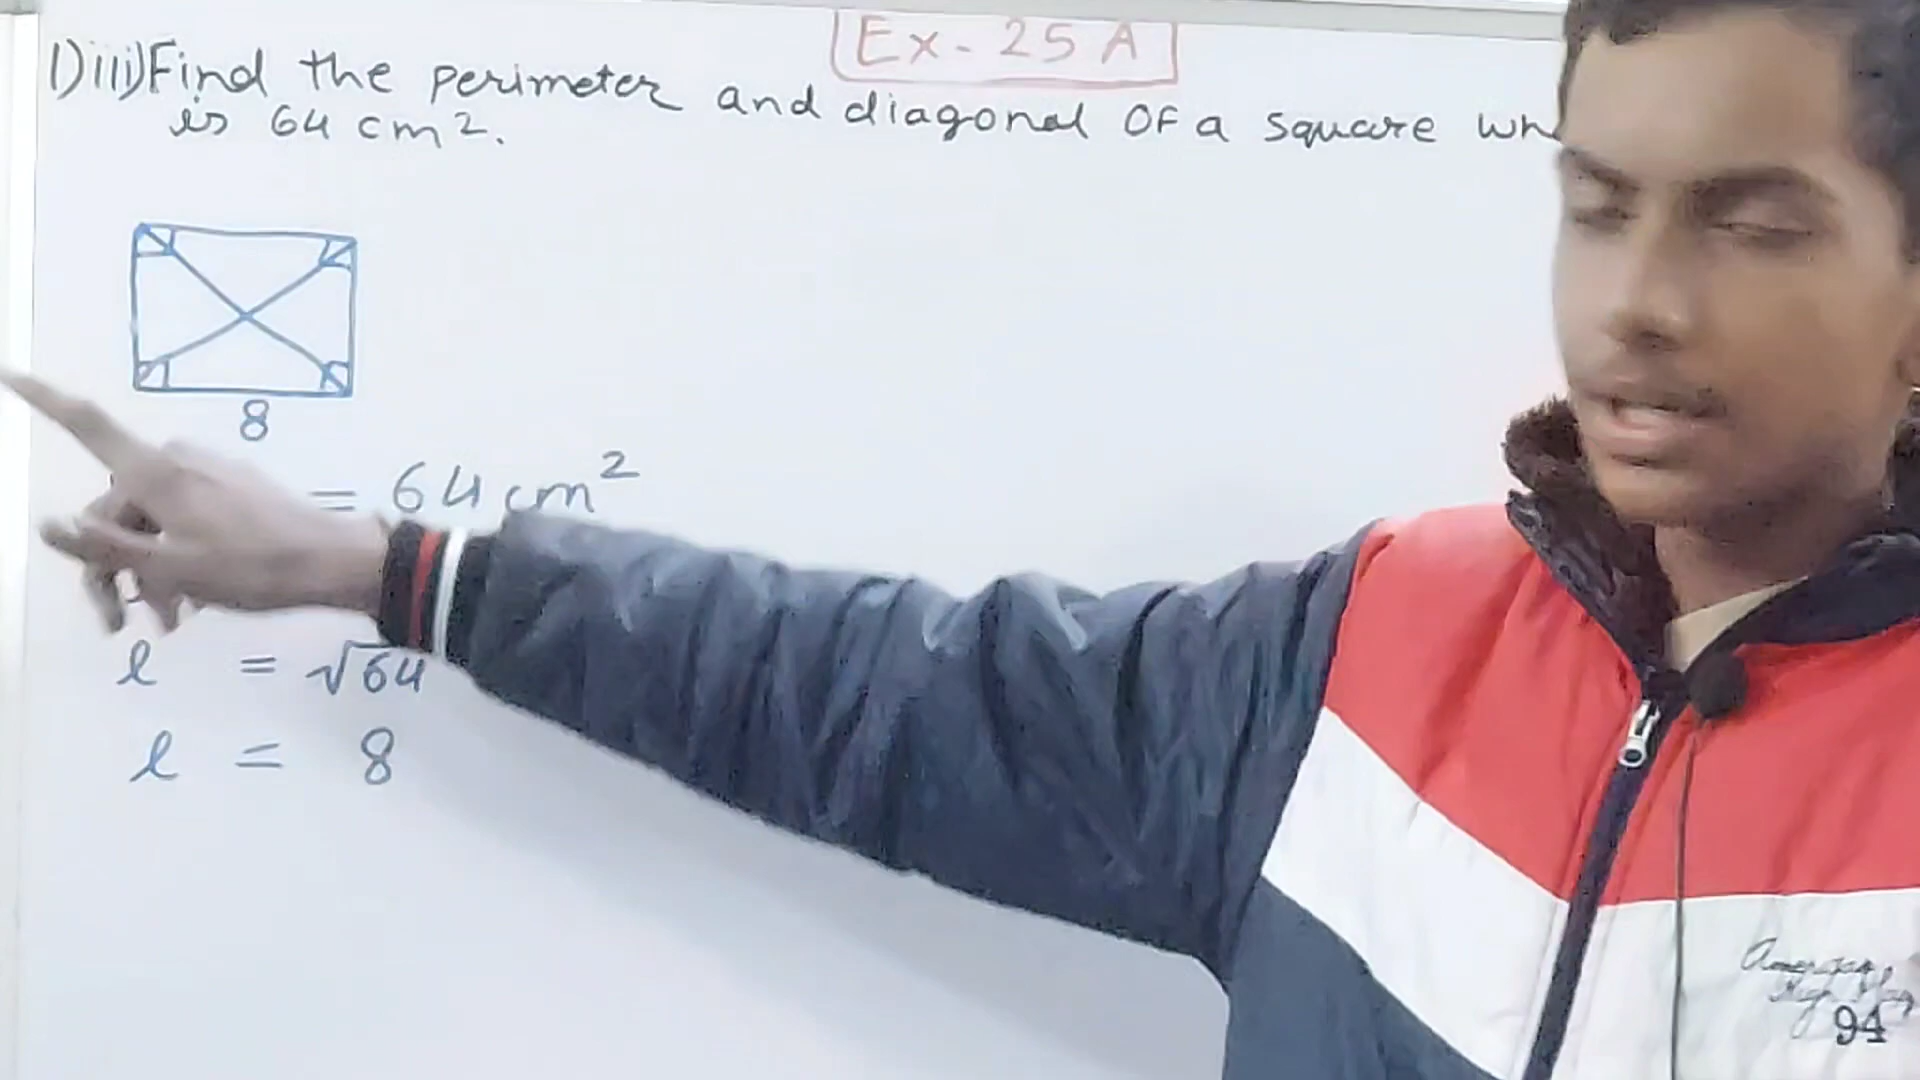 Ex- 25 A
1)iii)Find the perimeter and diagonal OF a square
is 64 cm2.
8
= 64 cm²
l = √64
l = 8
94